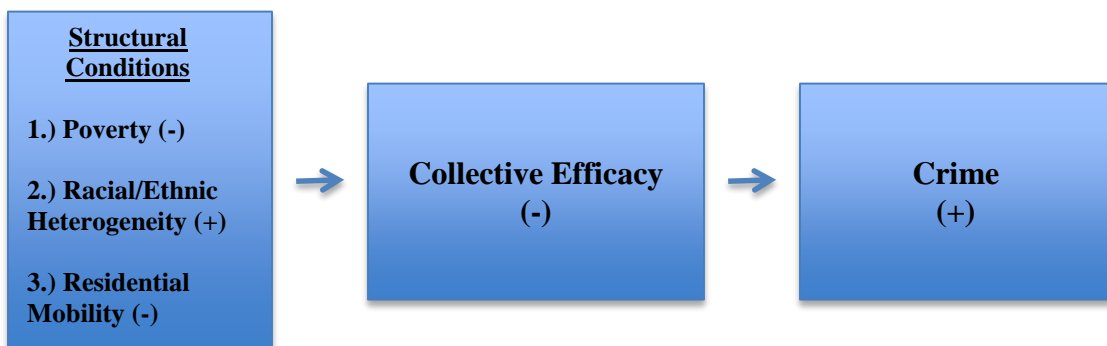 Structural
Conditions
1.) Poverty (-)
2.) Racial/Ethnic
Heterogeneity (+)
3.) Residential
Mobility (-)
Collective Efficacy
(-)
Crime
(+)